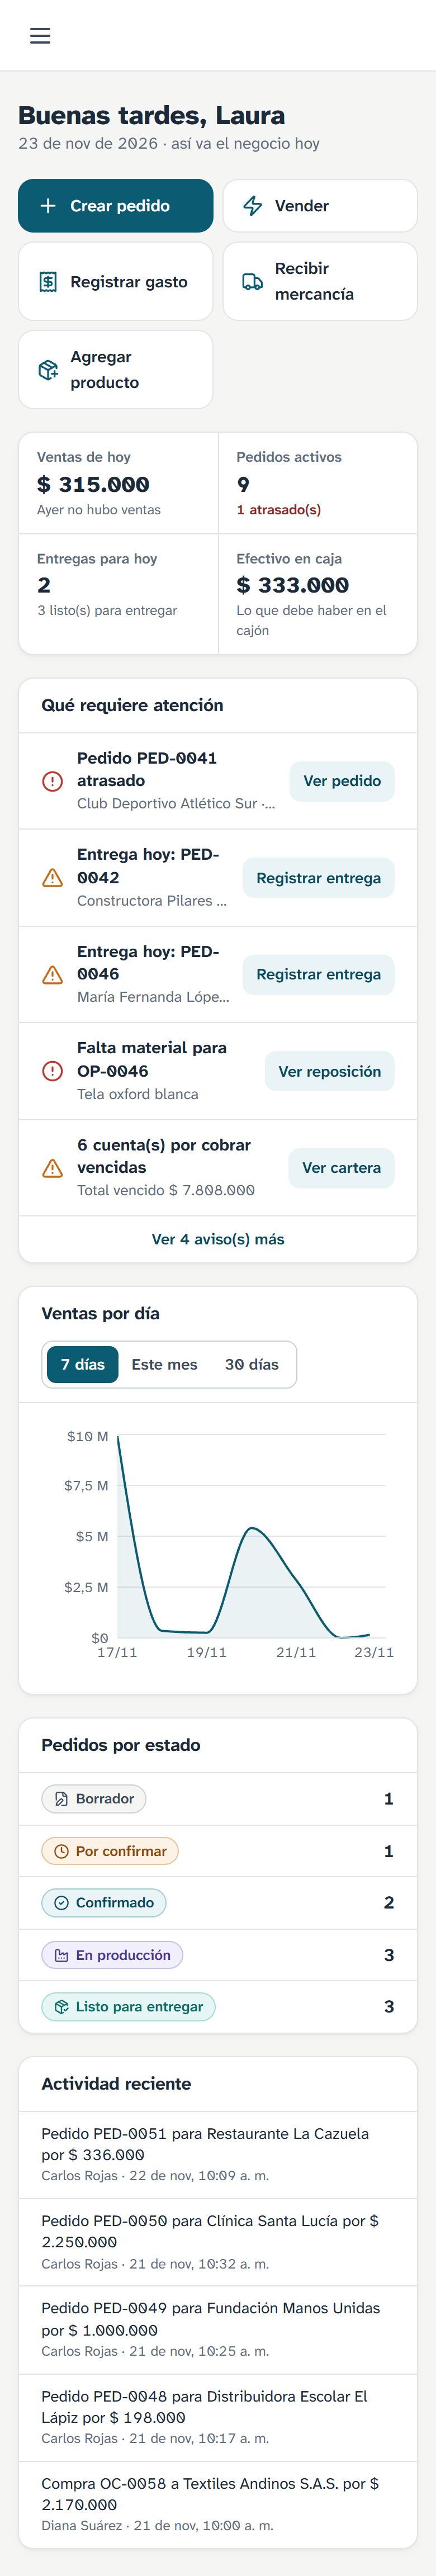 Buenas tardes, Laura
23 de nov de 2026 · así va el negocio hoy
Crear pedido
Vender
Registrar gasto
Recibir
mercancía
Agregar
producto
Ventas de hoy
$ 315.000
Ayer no hubo ventas
Pedidos activos
9
1 atrasado(s)
Entregas para hoy
2
3 listo(s) para entregar
Efectivo en caja
$ 333.000
Lo que debe haber en el
cajón
Qué requiere atención
Pedido PED-0041
atrasado
Club Deportivo Atlético Sur ·...
Ver pedido
Entrega hoy: PED-
0042
Constructora Pilares ...
Registrar entrega
Entrega hoy: PED-
0046
María Fernanda Lópe...
Registrar entrega
Falta material para
OP-0046
Tela oxford blanca
Ver reposición
6 cuenta(s) por cobrar
vencidas
Total vencido $ 7.808.000
Ver cartera
Ver 4 aviso(s) más
Ventas por día
7 días
Este mes
30 días
$10 M
$7,5 M
$5 M
$2,5 M
$0
17/11
19/11
21/11
23/11
Pedidos por estado
Borrador
1
Por confirmar
1
Confirmado
2
En producción
3
Listo para entregar
3
Actividad reciente
Pedido PED-0051 para Restaurante La Cazuela
por $ 336.000
Carlos Rojas · 22 de nov, 10:09 a. m.
Pedido PED-0050 para Clínica Santa Lucía por $
2.250.000
Carlos Rojas · 21 de nov, 10:32 a. m.
Pedido PED-0049 para Fundación Manos Unidas
por $ 1.000.000
Carlos Rojas · 21 de nov, 10:25 a. m.
Pedido PED-0048 para Distribuidora Escolar El
Lápiz por $ 198.000
Carlos Rojas · 21 de nov, 10:17 a. m.
Compra OC-0058 a Textiles Andinos S.A.S. por $
2.170.000
Diana Suárez · 21 de nov, 10:00 a. m.